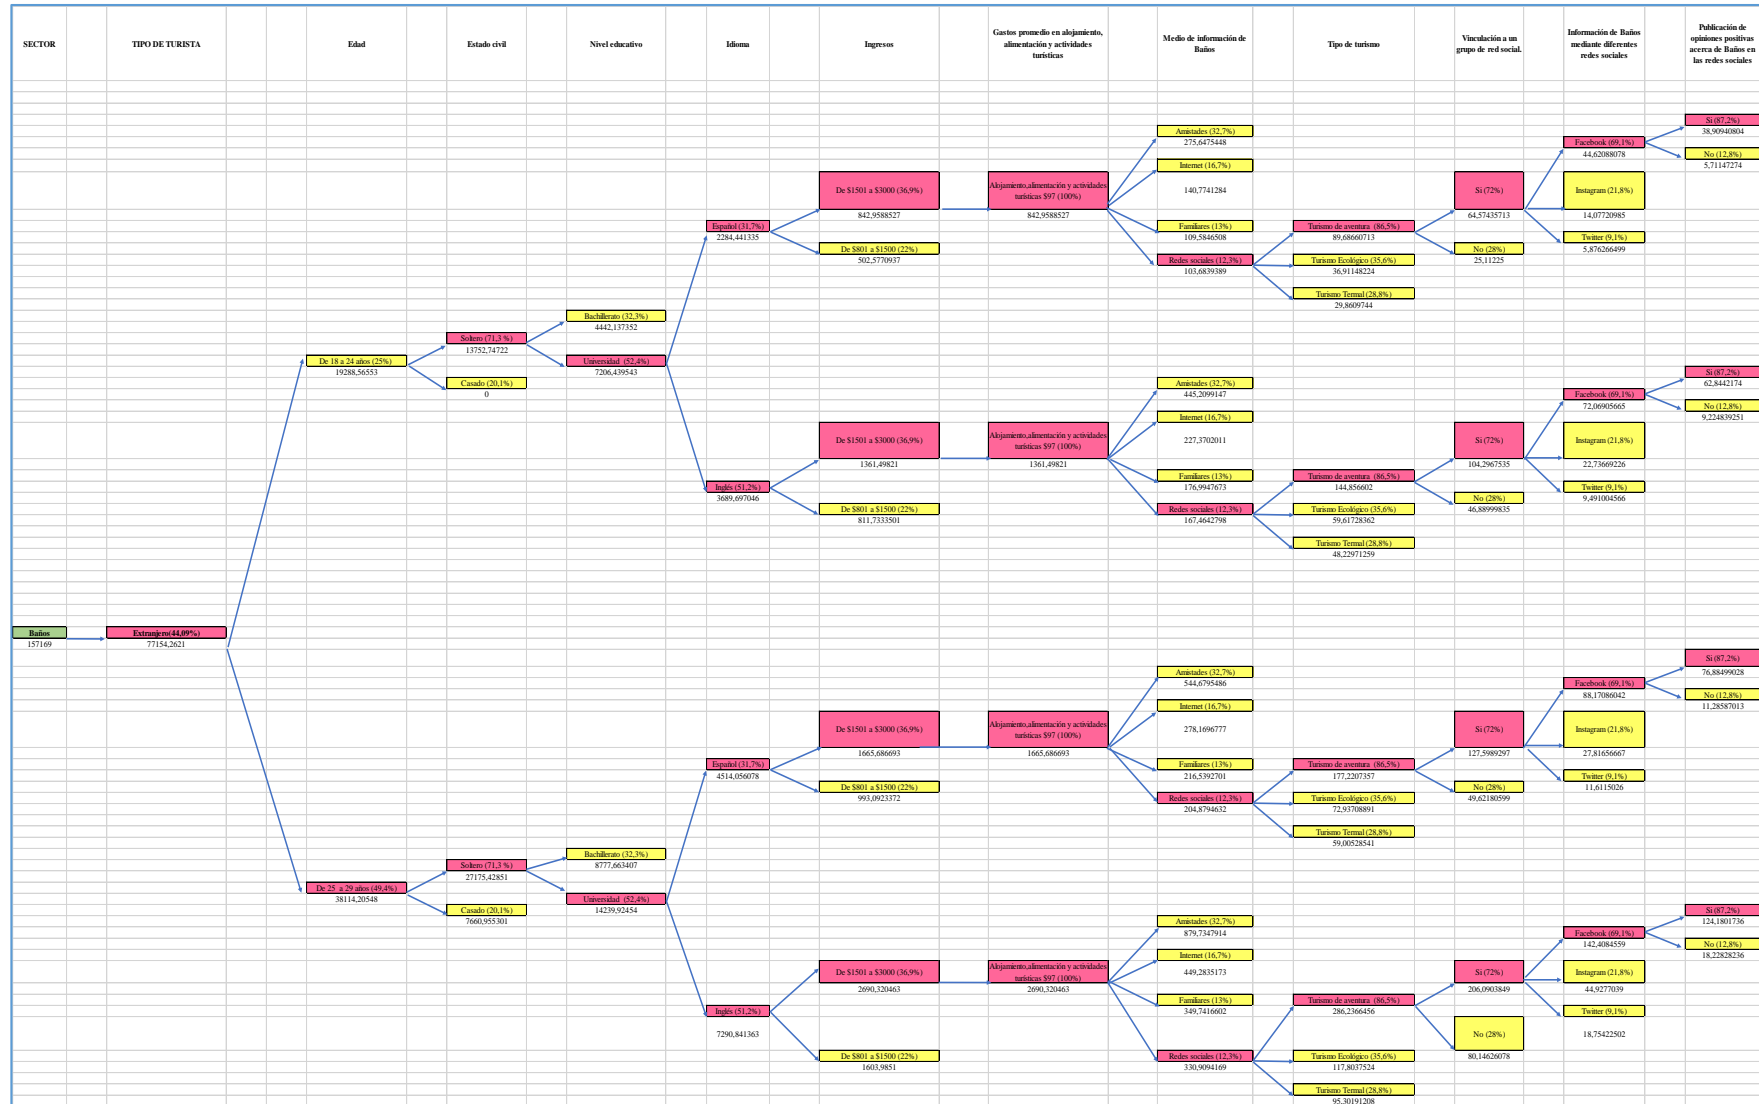 SECTOR
TIPO DE TURISTA
Edad
Estado civil
Nivel educativo
Idioma
Ingresos
Gastos promedio en alojamiento,
alimentación y actividades
turísticas
Medio de información de
Baños
Tipo de turismo
Vinculación a un
grupo de red social.
Información de Baños
mediante diferentes
redes sociales
Publicación de
opiniones positivas
acerca de Baños en
las redes sociales
Baños
157169
Extranjero(44,09%)
77154,2621
De 18 a 24 años (25%)
19288,56553
Soltero (71,3 %)
13752,74722
Casado (20,1%)
0
Bachillerato (32,3%)
4442,137352
Universidad (52,4%)
7206,439543
Español (31,7%)
2284,441335
De $1501 a $3000 (36,9%)
842,9588527
De $801 a $1500 (22%)
502,5770937
Alojamiento,alimentación y actividades
turísticas $97 (100%)
842,9588527
Amistades (32,7%)
275,6475448
Internet (16,7%)
140,7741284
Familiares (13%)
109,5846508
Redes sociales (12,3%)
103,6839389
Turismo de aventura (86,5%)
89,68660713
Turismo Ecológico (35,6%)
36,91148224
Turismo Termal (28,8%)
29,8609744
Si (72%)
64,57435713
No (28%)
25,11225
Facebook (69,1%)
44,62088078
Instagram (21,8%)
14,07720985
Twitter (9,1%)
5,876266499
Si (87,2%)
38,90940804
No (12,8%)
5,71147274
Inglés (51,2%)
3689,697046
De $1501 a $3000 (36,9%)
1361,49821
De $801 a $1500 (22%)
811,7333501
Alojamiento,alimentación y actividades
turísticas $97 (100%)
1361,49821
Amistades (32,7%)
445,2099147
Internet (16,7%)
227,3702011
Familiares (13%)
176,9947673
Redes sociales (12,3%)
167,4642798
Turismo de aventura (86,5%)
144,856602
Turismo Ecológico (35,6%)
59,61728362
Turismo Termal (28,8%)
48,22971259
Si (72%)
104,2967535
No (28%)
46,88999835
Facebook (69,1%)
72,06905665
Instagram (21,8%)
22,73669226
Twitter (9,1%)
9,491004566
Si (87,2%)
62,8442174
No (12,8%)
9,224839251
De 25 a 29 años (49,4%)
38114,20548
Soltero (71,3 %)
27175,42851
Casado (20,1%)
7660,955301
Bachillerato (32,3%)
8777,663407
Universidad (52,4%)
14239,92454
Español (31,7%)
4514,056078
De $1501 a $3000 (36,9%)
1665,686693
De $801 a $1500 (22%)
993,0923372
Alojamiento,alimentación y actividades
turísticas $97 (100%)
1665,686693
Amistades (32,7%)
544,6795486
Internet (16,7%)
278,1696777
Familiares (13%)
216,5392701
Redes sociales (12,3%)
204,8794632
Turismo de aventura (86,5%)
177,2207357
Turismo Ecológico (35,6%)
72,93708891
Turismo Termal (28,8%)
59,00528541
Si (72%)
127,5989297
No (28%)
49,62180599
Facebook (69,1%)
88,17086042
Instagram (21,8%)
27,81656667
Twitter (9,1%)
11,6115026
Si (87,2%)
76,88499028
No (12,8%)
11,28587013
Inglés (51,2%)
7290,841363
De $1501 a $3000 (36,9%)
2690,320463
De $801 a $1500 (22%)
1603,9851
Alojamiento,alimentación y actividades
turísticas $97 (100%)
2690,320463
Amistades (32,7%)
879,7347914
Internet (16,7%)
449,2835173
Familiares (13%)
349,7416602
Redes sociales (12,3%)
330,9094169
Turismo de aventura (86,5%)
286,2366456
Turismo Ecológico (35,6%)
117,8037524
Turismo Termal (28,8%)
95,30191208
Si (72%)
206,0903849
No (28%)
80,14626078
Facebook (69,1%)
142,4084559
Instagram (21,8%)
44,9277039
Twitter (9,1%)
18,75422502
Si (87,2%)
124,1801736
No (12,8%)
18,22828236